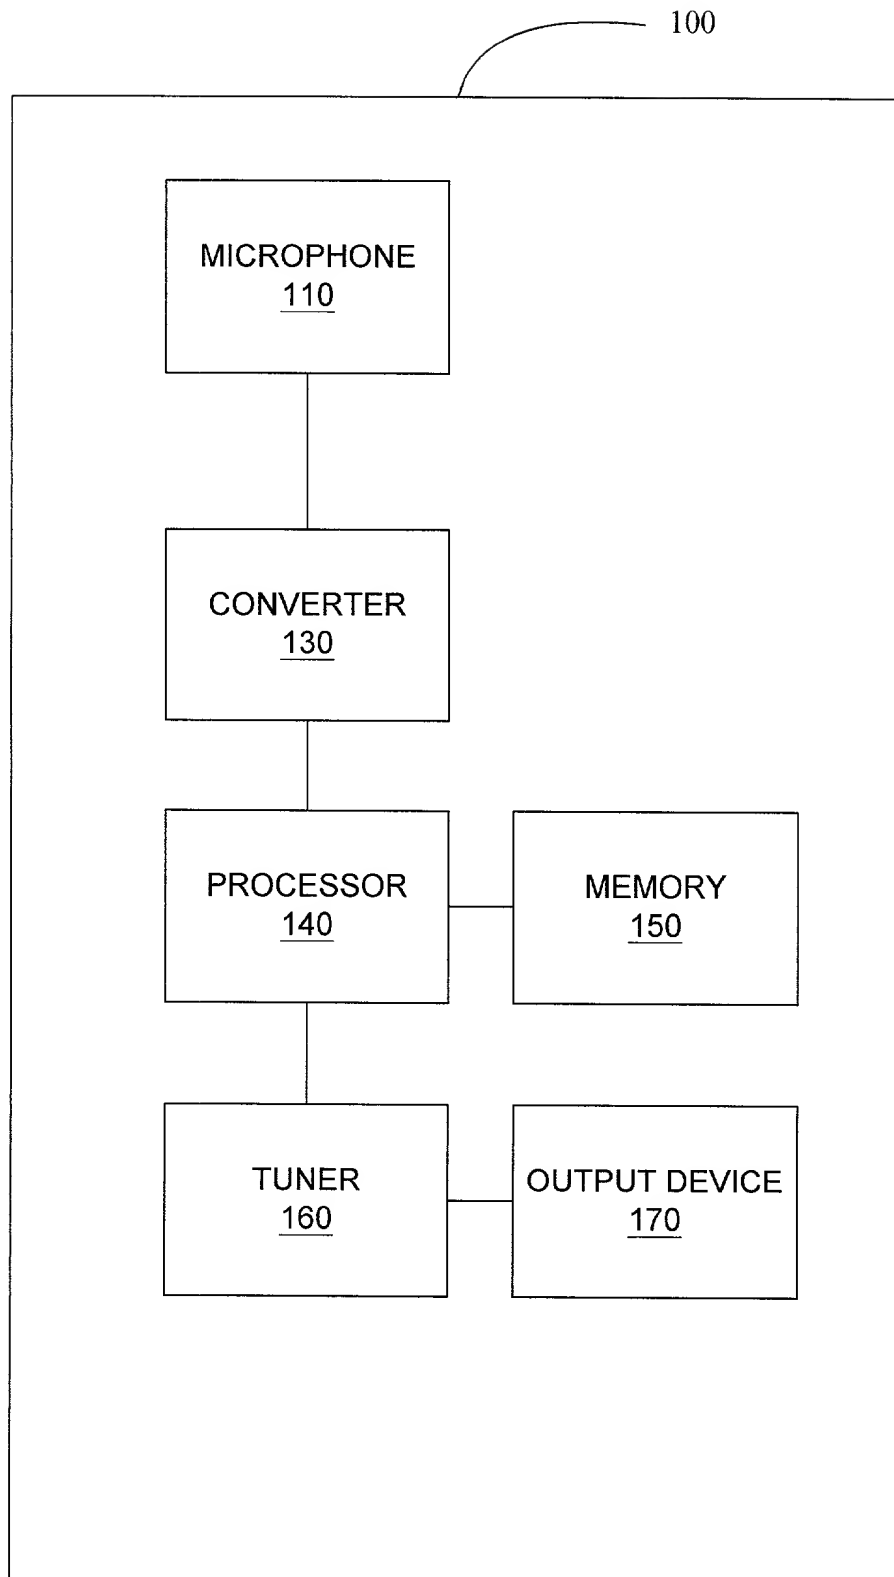 100
MICROPHONE
110
CONVERTER
130
PROCESSOR
140
MEMORY
150
TUNER
160
OUTPUT DEVICE
170